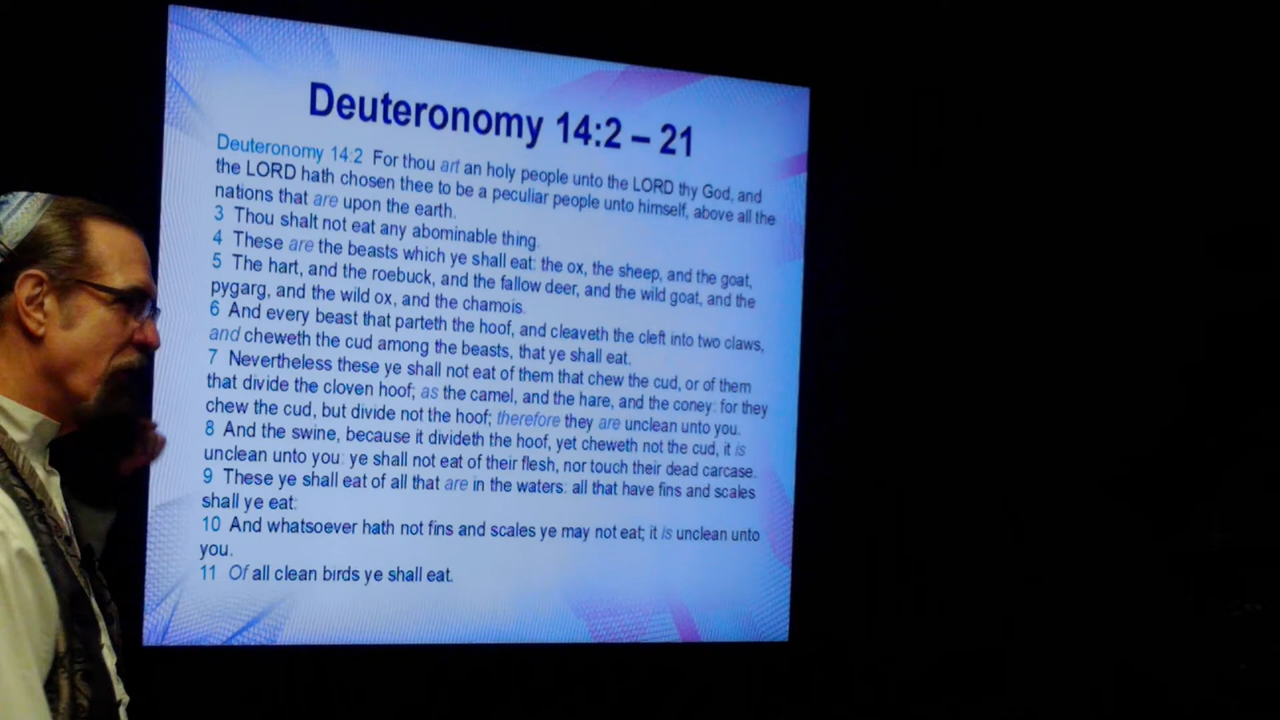 Deuteronomy 14:2 – 21
Deuteronomy 14:2 For thou art an holy people unto the LORD thy God, and
the LORD hath chosen thee to be a peculiar people unto himself, above all the
nations that are upon the earth.
3 Thou shalt not eat any abominable thing.
4 These are the beasts which ye shall eat: the ox, the sheep, and the goat,
5 The hart, and the roebuck, and the fallow deer, and the wild goat, and the
pygarg, and the wild ox, and the chamois.
6 And every beast that parteth the hoof, and cleaveth the cleft into two claws,
and cheweth the cud among the beasts, that ye shall eat.
7 Nevertheless these ye shall not eat of them that chew the cud, or of them
that divide the cloven hoof; as the camel, and the hare, and the coney: for they
chew the cud, but divide not the hoof; therefore they are unclean unto you.
8 And the swine, because it divideth the hoof, yet cheweth not the cud, it is
unclean unto you: ye shall not eat of their flesh, nor touch their dead carcase.
9 These ye shall eat of all that are in the waters: all that have fins and scales
shall ye eat:
10 And whatsoever hath not fins and scales ye may not eat; it is unclean unto
you.
11 Of all clean birds ye shall eat.